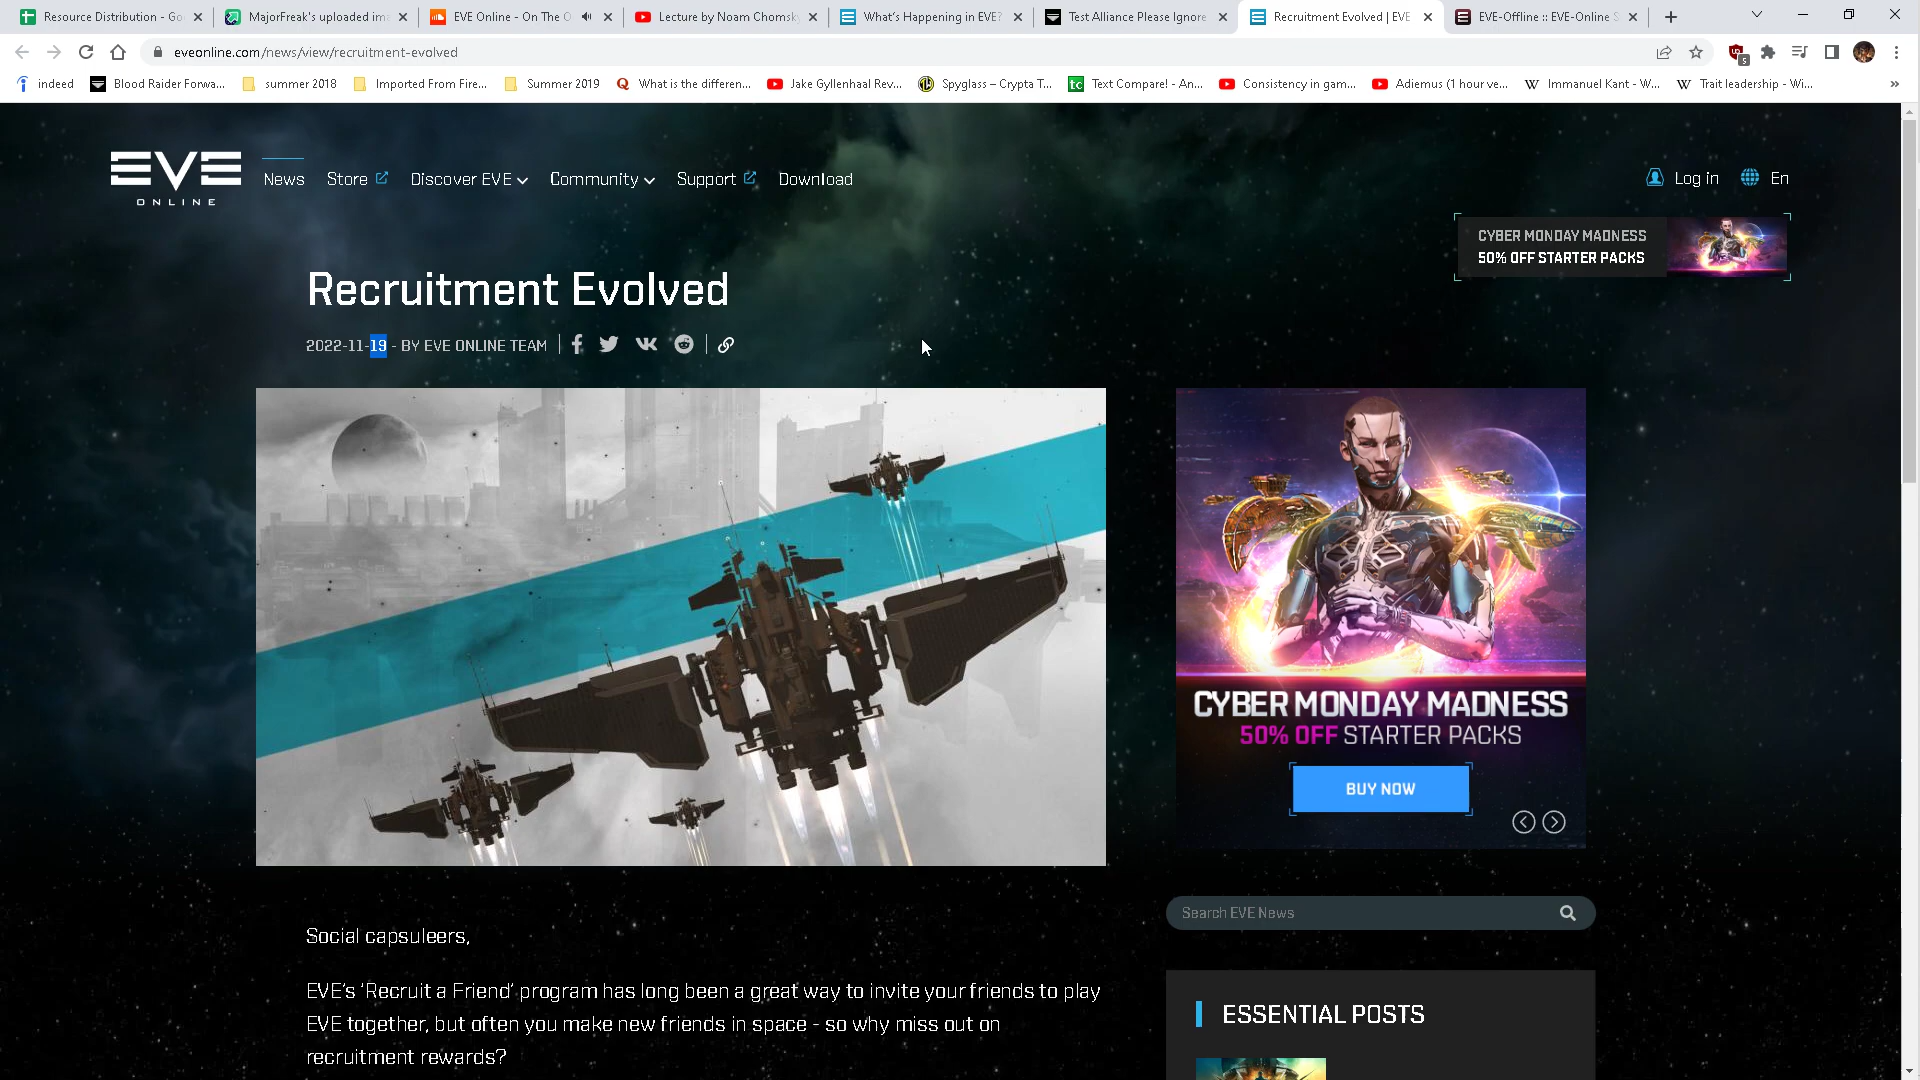 Resource Distribution - Go
MajorFreak's uploaded im
EVE Online - On The O
Lecture by Noam Chomsk
What's Happening in EVE?
Test Alliance Please Ignore
Recruitment Evolved | EVE
EVE-Offline :: EVE-Online S
eveonline.com/news/view/recruitment-evolved
5
indeed
Blood Raider Forwa...
summer 2018
Imported From Fire...
Summer 2019
What is the differen...
Jake Gyllenhaal Rev...
Spyglass – Crypta T...
tc
Text Compare! - An...
Consistency in gam...
Adiemus (1 hour ve...
Immanuel Kant - W...
Trait leadership - Wi...
»
EVE
ONLINE
News
Store
Discover EVE
Community
Support
Download
Log in
En
CYBER MONDAY MADNESS
50% OFF STARTER PACKS
Recruitment Evolved
2022-11-19 - BY EVE ONLINE TEAM
CYBER MONDAY MADNESS
50% OFF STARTER PACKS
BUY NOW
Search EVE News
Social capsuleers,
EVE's 'Recruit a Friend' program has long been a great way to invite your friends to play
EVE together, but often you make new friends in space - so why miss out on
recruitment rewards?
ESSENTIAL POSTS